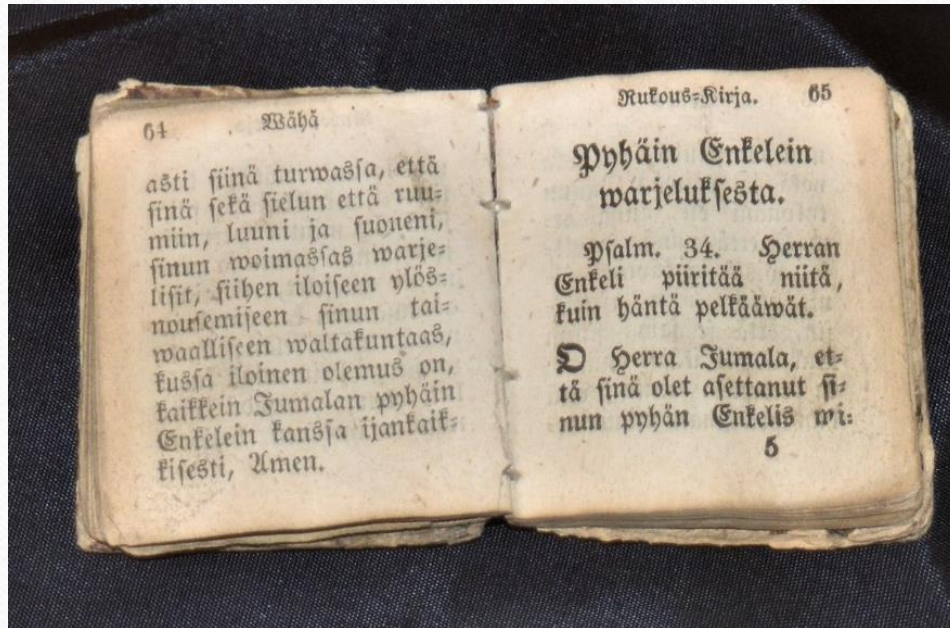 64 Wähä
asti siinä turwassa, että
sinä sekä sielun että ruu=
miin, luuni ja suoneni,
sinun woimassas warje=
lisit, siihen iloiseen ylös=
nousemiseen sinun tai=
waalliseen waltakuntaas,
kussa iloinen olemus on,
kaikkein Jumalan pyhäin
Enkelein kanssa ijankaik=
kisesti, Amen.
Rukous=Kirja. 65
Pyhäin Enkelein
warjeluksesta.
Psalm. 34. Herran
Enkeli piiritää niitä,
kuin häntä pelkääwät.
O Herra Jumala, et=
tä sinä olet asettanut si=
nun pyhän Enkelis wi=
5